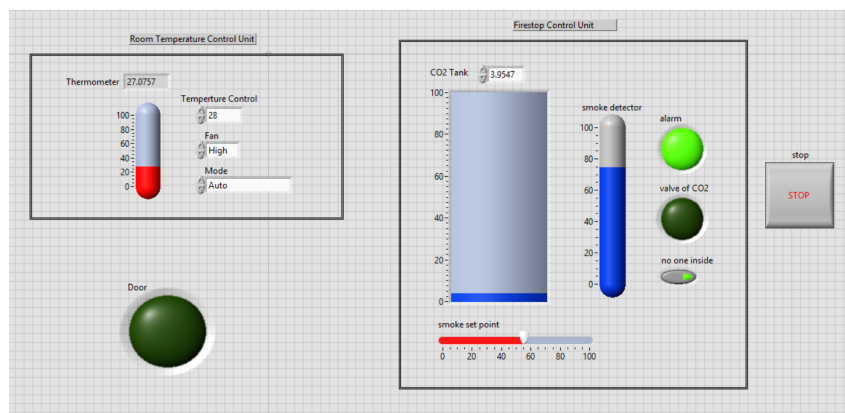 Room Temperature Control Unit
Thermometer 27.0757
Temperture Control
28
Fan
High
Mode
Auto
100
80
60
40
20
0
Door
Firestop Control Unit
CO2 Tank 3.9547
100
80
60
40
20
0
smoke detector
100
80
60
40
20
0
alarm
valve of CO2
no one inside
smoke set point
0 20 40 60 80 100
stop
STOP